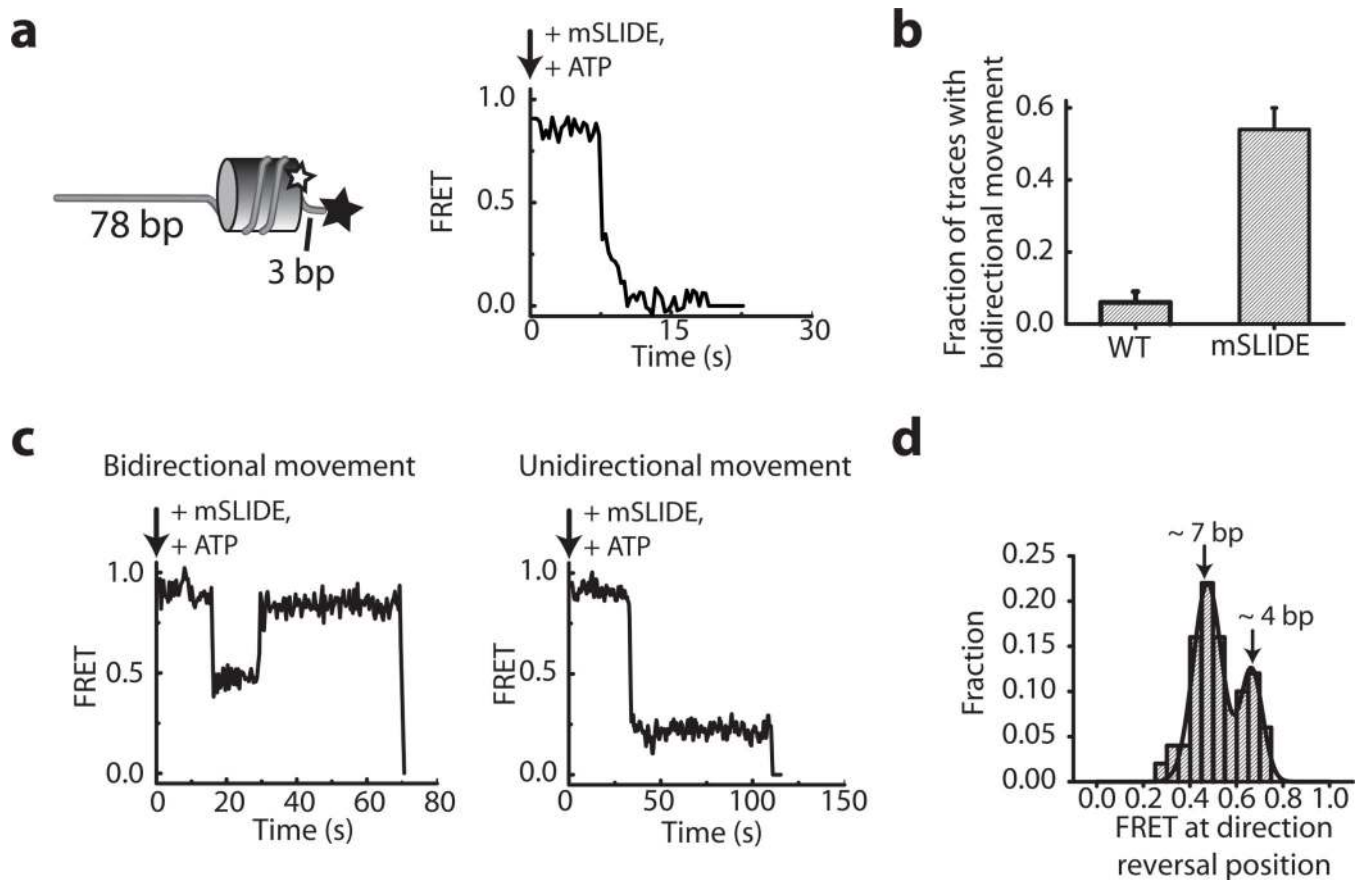 a
+ mSLIDE,
+ ATP
78 bp
3 bp
FRET
1.0
0.5
0.0
0
15
30
Time (s)
b
Fraction of traces with
bidirectional movement
0.6
0.4
0.2
0.0
WT
mSLIDE
c
Bidirectional movement
+ mSLIDE,
+ ATP
FRET
1.0
0.5
0.0
0
20
40
60
80
Time (s)
Unidirectional movement
+ mSLIDE,
+ ATP
FRET
1.0
0.5
0.0
0
50
100
150
Time (s)
d
~ 7 bp
~ 4 bp
Fraction
0.25
0.20
0.15
0.10
0.05
0.00
0.0 0.2 0.4 0.6 0.8 1.0
FRET at direction
reversal position